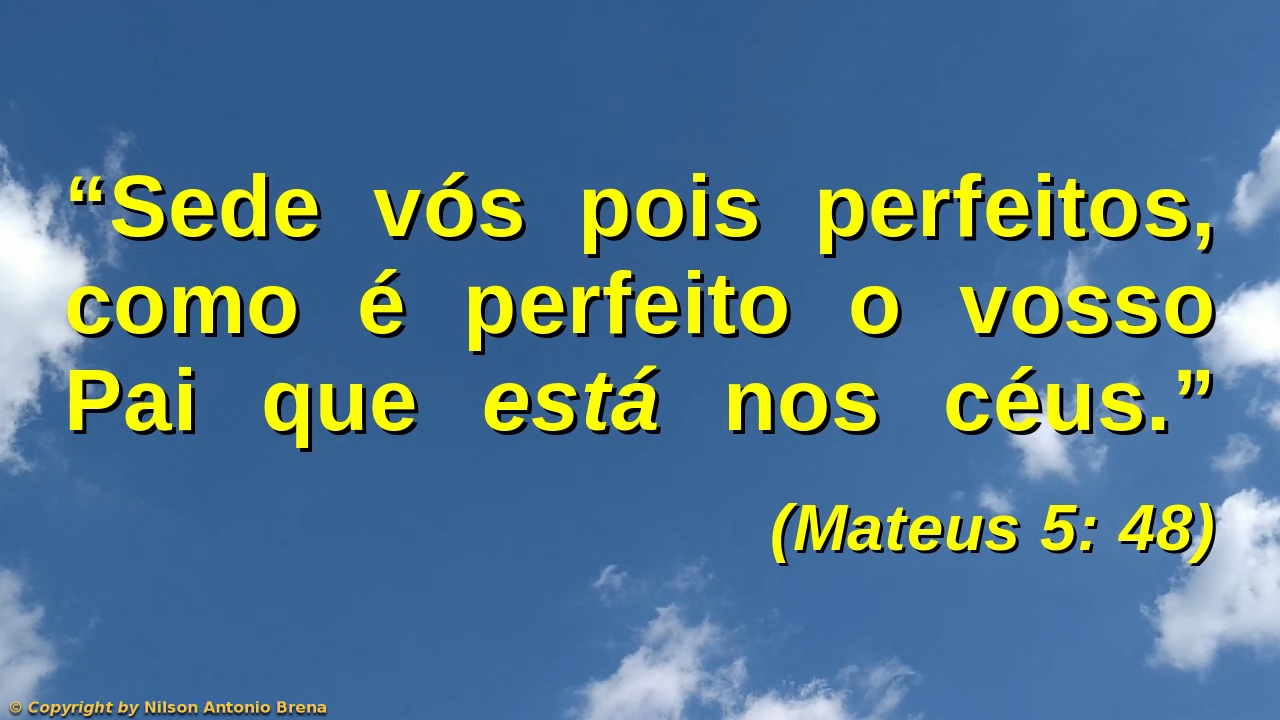 “Sede vós pois perfeitos,
como é perfeito o vosso
Pai que está nos céus.”
(Mateus 5: 48)
© Copyright by Nilson Antonio Brena